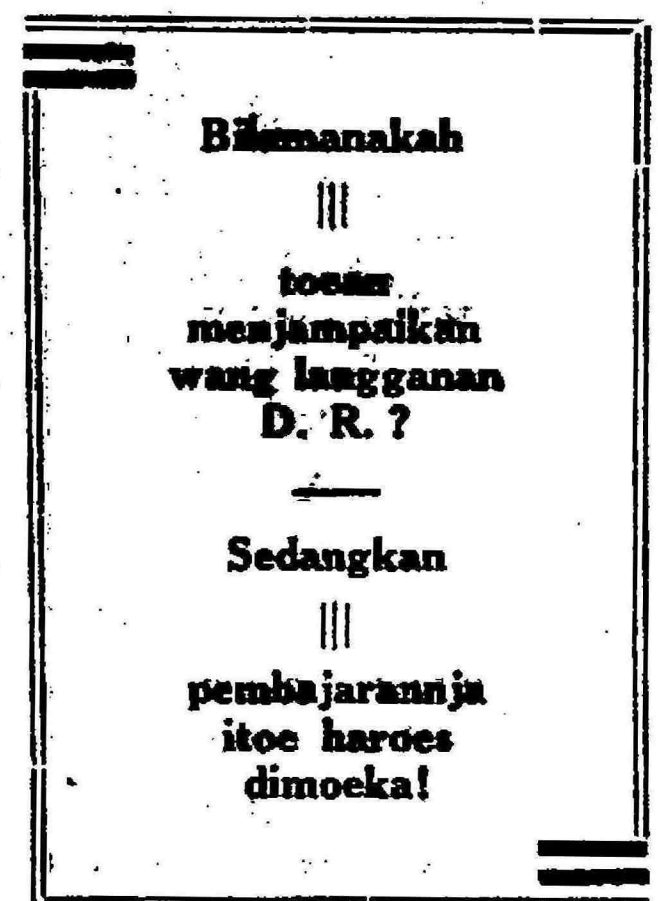 Bilamanakah
toean
menjampaikan
wang langganan
D. R. ?
Sedangkan
pembajarannja
itoe haroes
dimoeka!